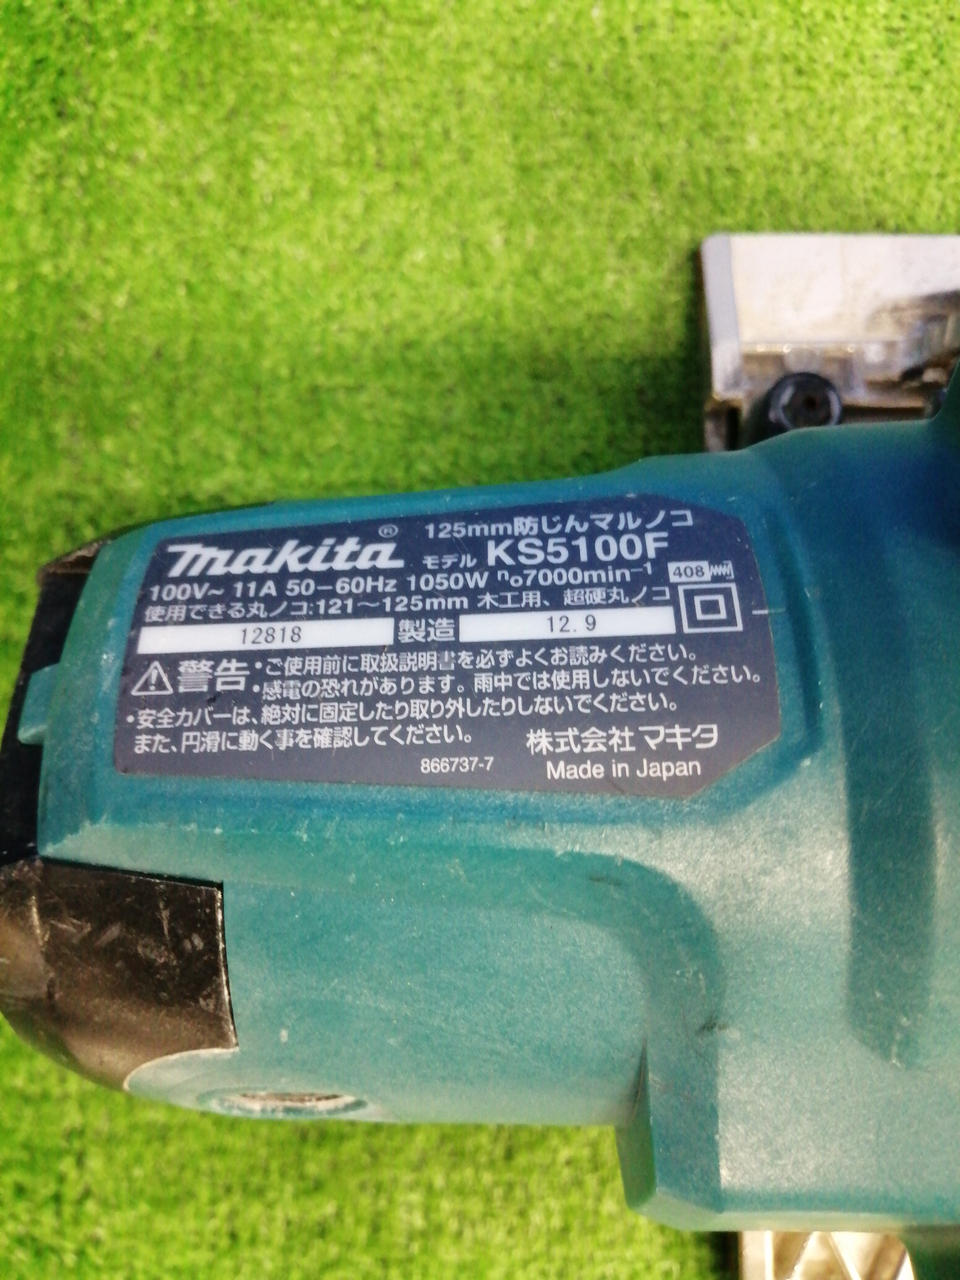 125mm防じんマルノコ
makita® モデル KS5100F
100V~ 11A 50-60Hz 1050W n₀7000min⁻¹ 408
使用できる丸ノコ:121~125mm 木工用、超硬丸ノコ
12818 製造 12.9
警告 ・ご使用前に取扱説明書を必ずよくお読みください。
・感電の恐れがあります。雨中では使用しないでください。
・安全カバーは、絶対に固定したり取り外したりしないでください。
また、円滑に動く事を確認してください。 株式会社マキタ
866737-7 Made in Japan